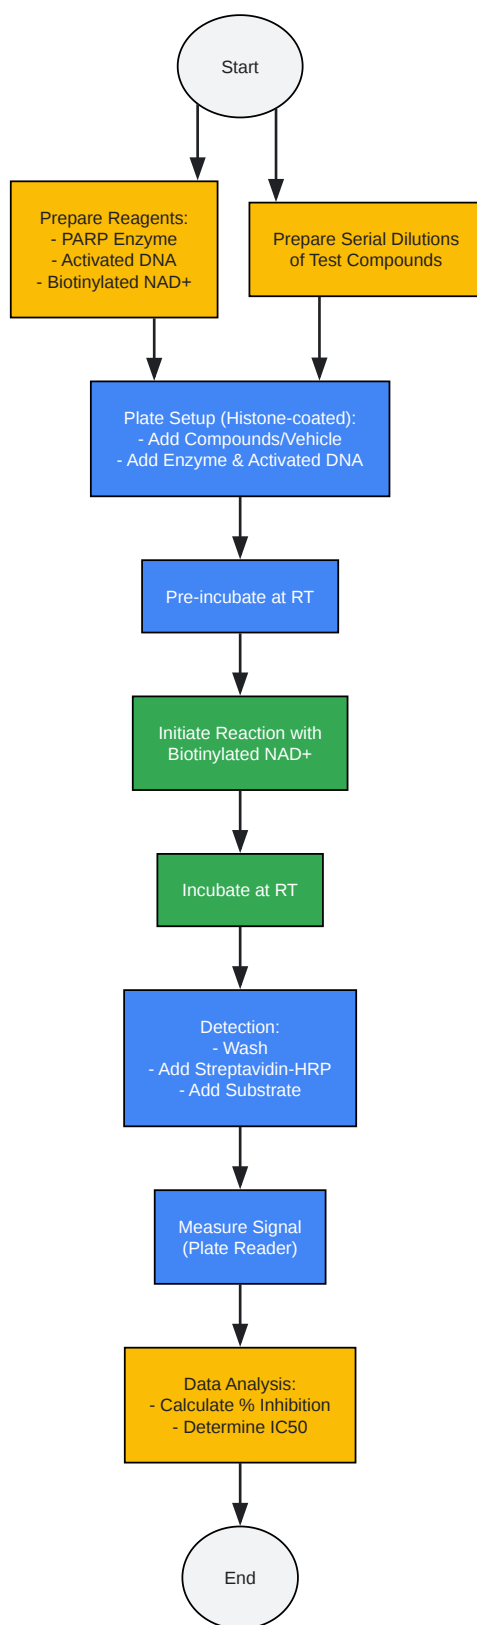 Start
Prepare Reagents:
- PARP Enzyme
- Activated DNA
- Biotinylated NAD+
Prepare Serial Dilutions
of Test Compounds
Plate Setup (Histone-coated):
- Add Compounds/Vehicle
- Add Enzyme & Activated DNA
Pre-incubate at RT
Initiate Reaction with
Biotinylated NAD+
Incubate at RT
Detection:
- Wash
- Add Streptavidin-HRP
- Add Substrate
Measure Signal
(Plate Reader)
Data Analysis:
- Calculate % Inhibition
- Determine IC50
End